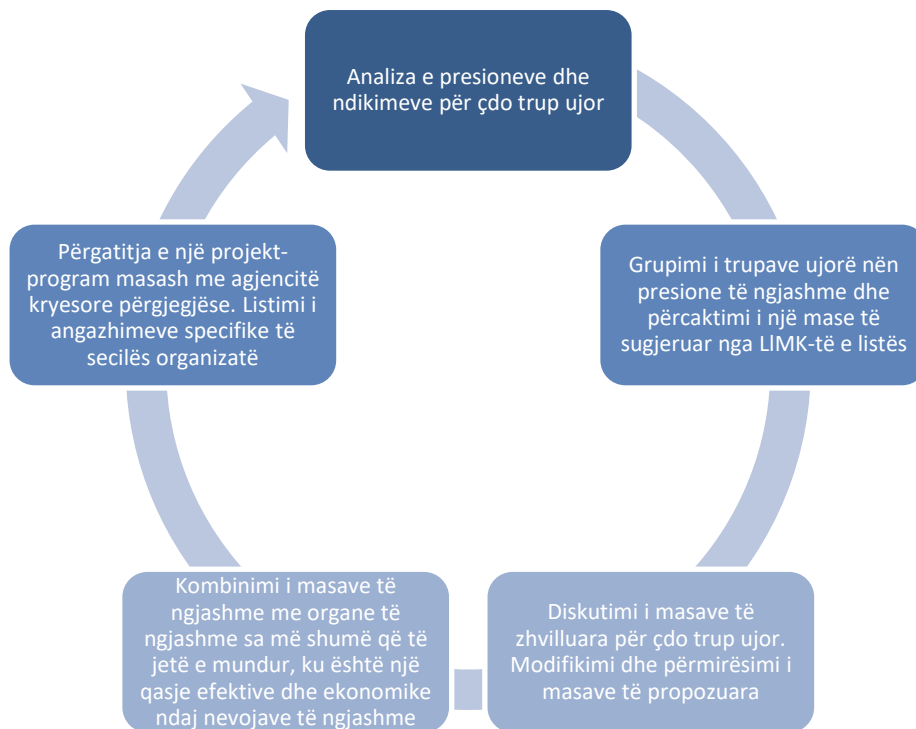 Analiza e presioneve dhe
ndikimeve për çdo trup ujor
Grupimi i trupave ujorë nën
presione të ngjashme dhe
përcaktimi i një mase të
sugjeruar nga LlMK-të e listës
Diskutimi i masave të
zhvilluara për çdo trup ujor.
Modifikimi dhe përmirësimi i
masave të propozuara
Kombinimi i masave të
ngjashme me organe të
ngjashme sa më shumë që të
jetë e mundur, ku është një
qasje efektive dhe ekonomike
ndaj nevojave të ngjashme
Përgatitja e një projekt-
program masash me agjencitë
kryesore përgjegjëse. Listimi i
angazhimeve specifike të
secilës organizatë